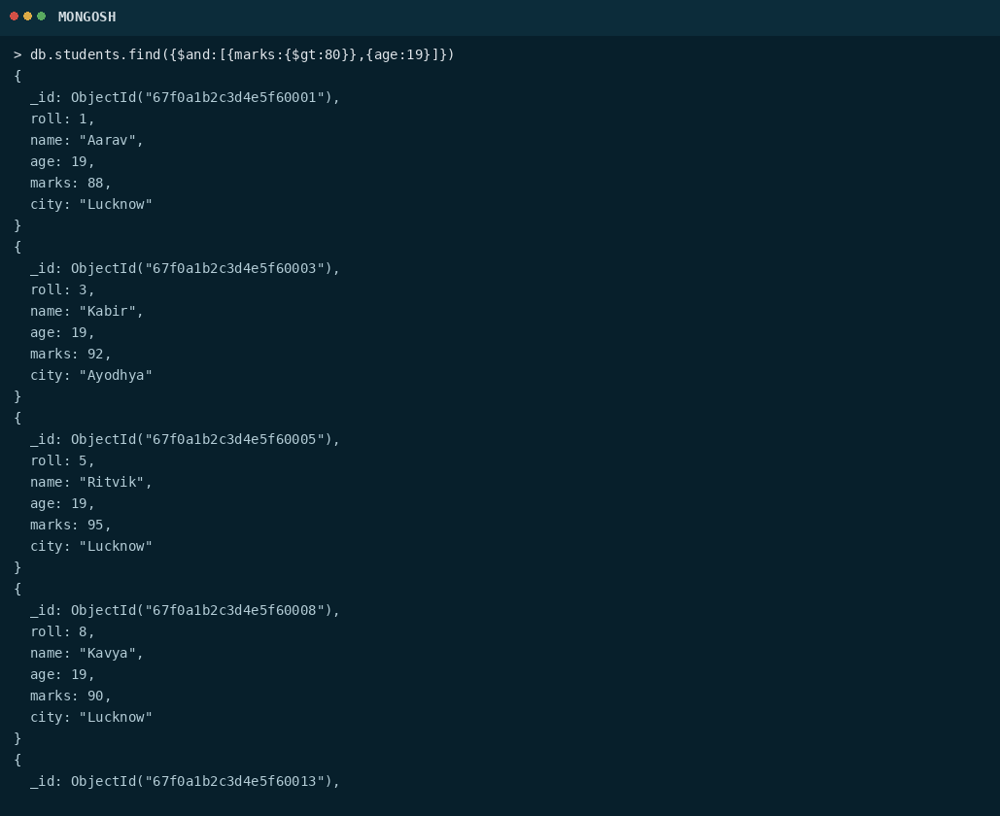 MONGOSH
> db.students.find({$and:[{marks:{$gt:80}},{age:19}]})
{
  _id: ObjectId("67f0a1b2c3d4e5f60001"),
  roll: 1,
  name: "Aarav",
  age: 19,
  marks: 88,
  city: "Lucknow"
}
{
  _id: ObjectId("67f0a1b2c3d4e5f60003"),
  roll: 3,
  name: "Kabir",
  age: 19,
  marks: 92,
  city: "Ayodhya"
}
{
  _id: ObjectId("67f0a1b2c3d4e5f60005"),
  roll: 5,
  name: "Ritvik",
  age: 19,
  marks: 95,
  city: "Lucknow"
}
{
  _id: ObjectId("67f0a1b2c3d4e5f60008"),
  roll: 8,
  name: "Kavya",
  age: 19,
  marks: 90,
  city: "Lucknow"
}
{
  _id: ObjectId("67f0a1b2c3d4e5f60013"),